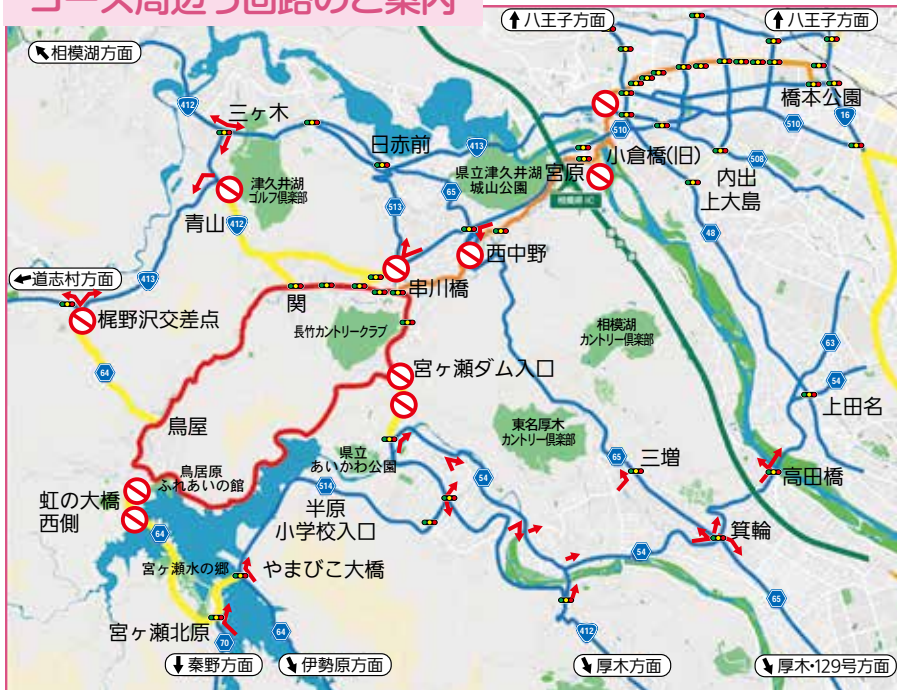 コース周辺う回路のご案内
八王子方面
八王子方面
相模湖方面
412
三ヶ木
日赤前
413
510
橋本公園
16
510
小倉橋(旧)
508
県立津久井湖
城山公園
宮原
相模原IC
内出
上大島
津久井湖
ゴルフ倶楽部
65
青山
412
513
48
西中野
道志村方面
413
串川橋
関
梶野沢交差点
長竹カントリークラブ
相模湖
カントリー倶楽部
63
64
宮ヶ瀬ダム入口
54
上田名
鳥屋
東名厚木
カントリー倶楽部
県立
あいかわ公園
65
三増
鳥居原
ふれあいの館
54
高田橋
虹の大橋
西側
514
半原
小学校入口
箕輪
64
54
宮ヶ瀬水の郷
やまびこ大橋
65
宮ヶ瀬北原
70
64
412
秦野方面
伊勢原方面
厚木方面
厚木・129号方面